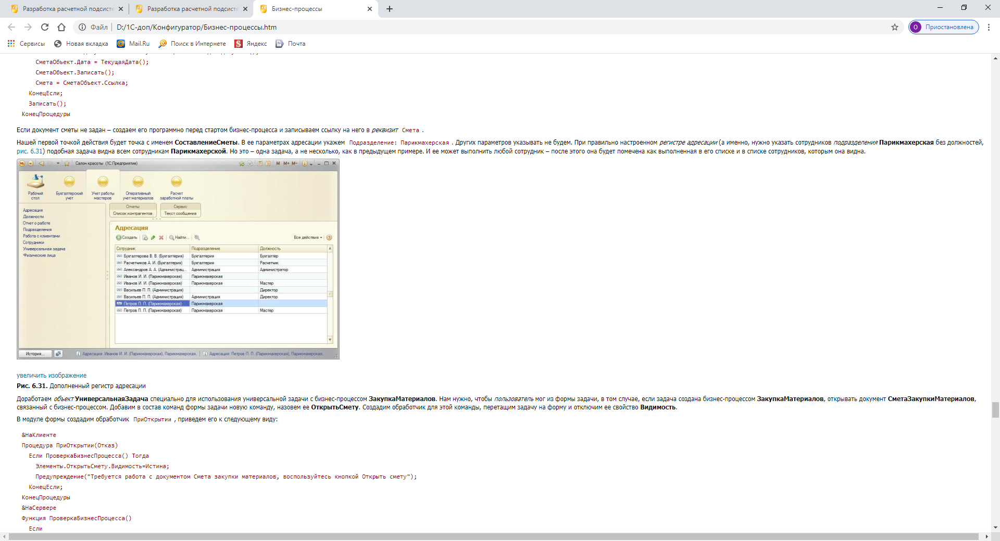 Разработка расчетной подсисте
Разработка расчетной подсисте
Бизнес-процессы
Файл
D:/1С-доп/Конфигуратор/Бизнес-процессы.htm
О
Приостановлена
Сервисы
Новая вкладка
Mail.Ru
Поиск в Интернете
Яндекс
Почта
СметаОбъект.Дата = ТекущаяДата();
СметаОбъект.Записать();
Смета = СметаОбъект.Ссылка;
КонецЕсли;
Записать();
КонецПроцедуры
Если документ сметы не задан – создаем его программно перед стартом бизнес-процесса и записываем ссылку на него в реквизит Смета .
Нашей первой точкой действия будет точка с именем СоставлениеСметы. В ее параметрах адресации укажем Подразделение: Парикмахерская . Других параметров указывать не будем. При правильно настроенном регистре адресации (а именно, нужно указать сотрудников подразделения Парикмахерская без должностей,
рис. 6.31) подобная задача видна всем сотрудникам Парикмахерской. Но это – одна задача, а не несколько, как в предыдущем примере. И ее может выполнить любой сотрудник – после этого она будет помечена как выполненная в его списке и в списке сотрудников, которым она видна.
Салон красоты (1С:Предприятие)
M M+ M-
Рабочий стол
Бухгалтерский учет
Учет работы мастеров
Оперативный учет материалов
Расчет заработной платы
Отчеты
Список контрагентов
Сервис
Текст сообщения
Адресация
Должности
Отчет о работе
Подразделения
Работа с клиентами
Сотрудники
Универсальная задача
Физические лица
Адресация
Создать
Найти...
Все действия
Сотрудник Подразделение Должность
Бухгалтерова В. В. (Бухгалтерия) Бухгалтерия Бухгалтер
Расчетчиков А. И. (Бухгалтерия) Бухгалтерия Расчетчик
Александров А. А. (Администрац... Администрация Администратор
Иванов И. И. (Парикмахерская) Парикмахерская
Иванов И. И. (Парикмахерская) Парикмахерская Мастер
Васильев П. П. (Администрация) Директор
Васильев П. П. (Администрация) Администрация Директор
Петров П. П. (Парикмахерская) Парикмахерская
Петров П. П. (Парикмахерская) Парикмахерская Мастер
История...
Адресация: Иванов И. И. (Парикмахерская), Парикмахерская,
Адресация: Петров П. П. (Парикмахерская), Парикмахерская,
увеличить изображение
Рис. 6.31. Дополненный регистр адресации
Доработаем объект УниверсальнаяЗадача специально для использования универсальной задачи с бизнес-процессом ЗакупкаМатериалов. Нам нужно, чтобы пользователь мог из формы задачи, в том случае, если задача создана бизнес-процессом ЗакупкаМатериалов, открывать документ СметаЗакупкиМатериалов,
связанный с бизнес-процессом. Добавим в состав команд формы задачи новую команду, назовем ее ОткрытьСмету. Создадим обработчик для этой команды, перетащим задачу на форму и отключим ее свойство Видимость.
В модуле формы создадим обработчик ПриОткрытии , приведем его к следующему виду:
&НаКлиенте
Процедура ПриОткрытии(Отказ)
Если ПроверкаБизнесПроцесса() Тогда
Элементы.ОткрытьСмету.Видимость=Истина;
Предупреждение("Требуется работа с документом Смета закупки материалов, воспользуйтесь кнопкой Открыть смету");
КонецЕсли;
КонецПроцедуры
&НаСервере
Функция ПроверкаБизнесПроцесса()
Если